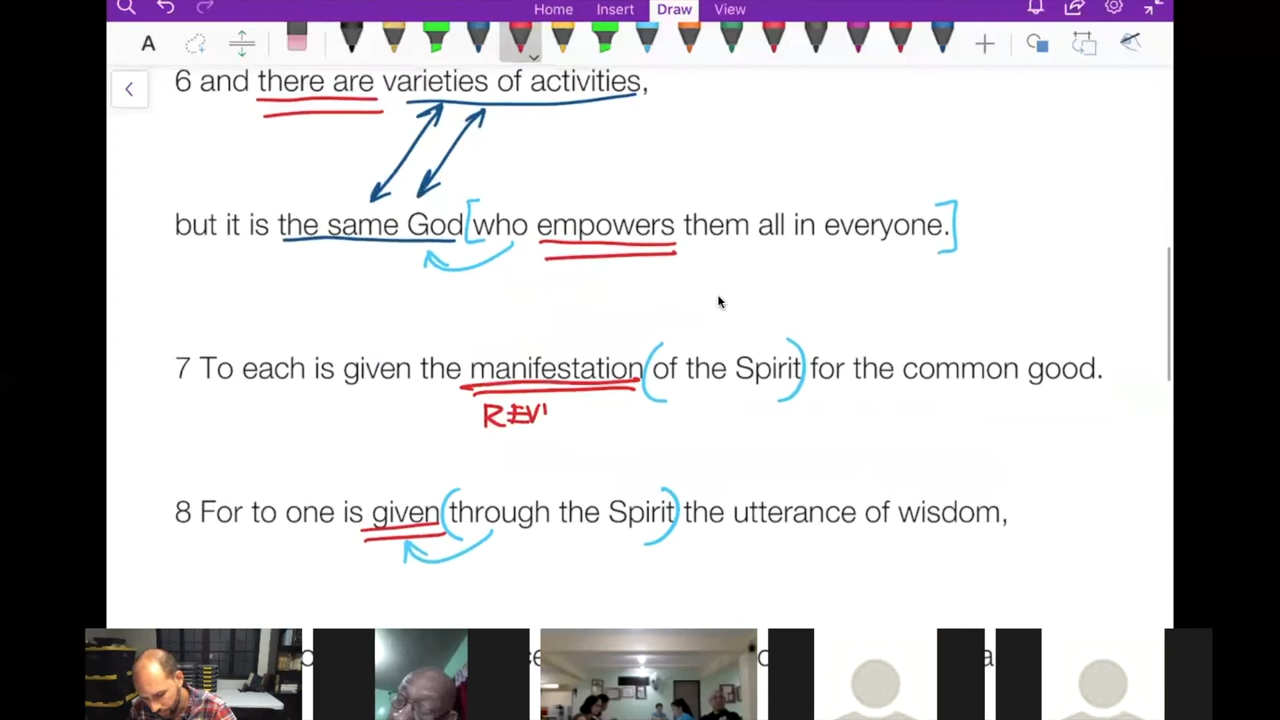 Home Insert Draw View
A
6 and there are varieties of activities,
but it is the same God [who empowers them all in everyone.]
7 To each is given the manifestation (of the Spirit) for the common good.
REV'
8 For to one is given (through the Spirit) the utterance of wisdom,